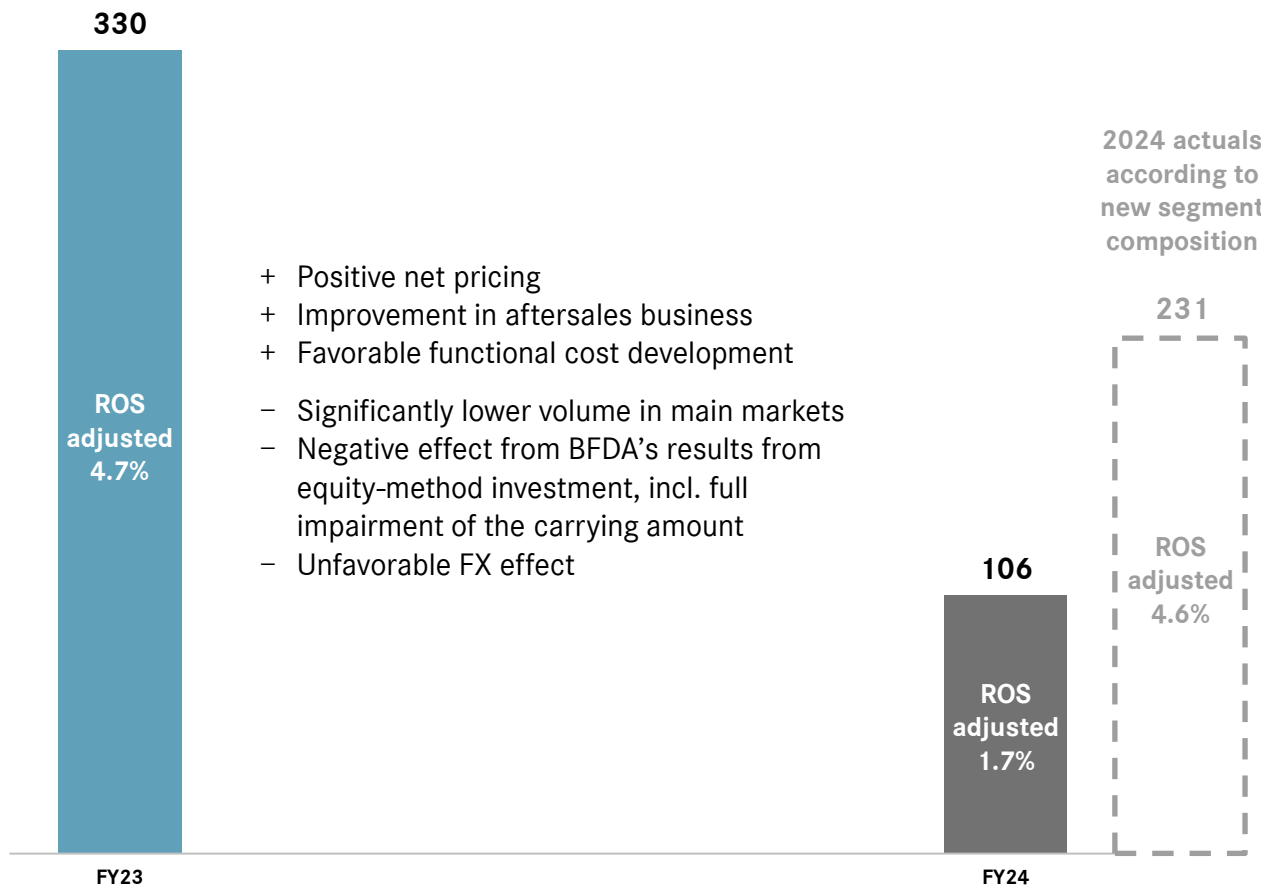 330
ROS
adjusted
4.7%
FY23
+ Positive net pricing
+ Improvement in aftersales business
+ Favorable functional cost development
– Significantly lower volume in main markets
– Negative effect from BFDA’s results from
equity-method investment, incl. full
impairment of the carrying amount
– Unfavorable FX effect
106
ROS
adjusted
1.7%
FY24
2024 actuals
according to
new segment
composition
231
ROS
adjusted
4.6%